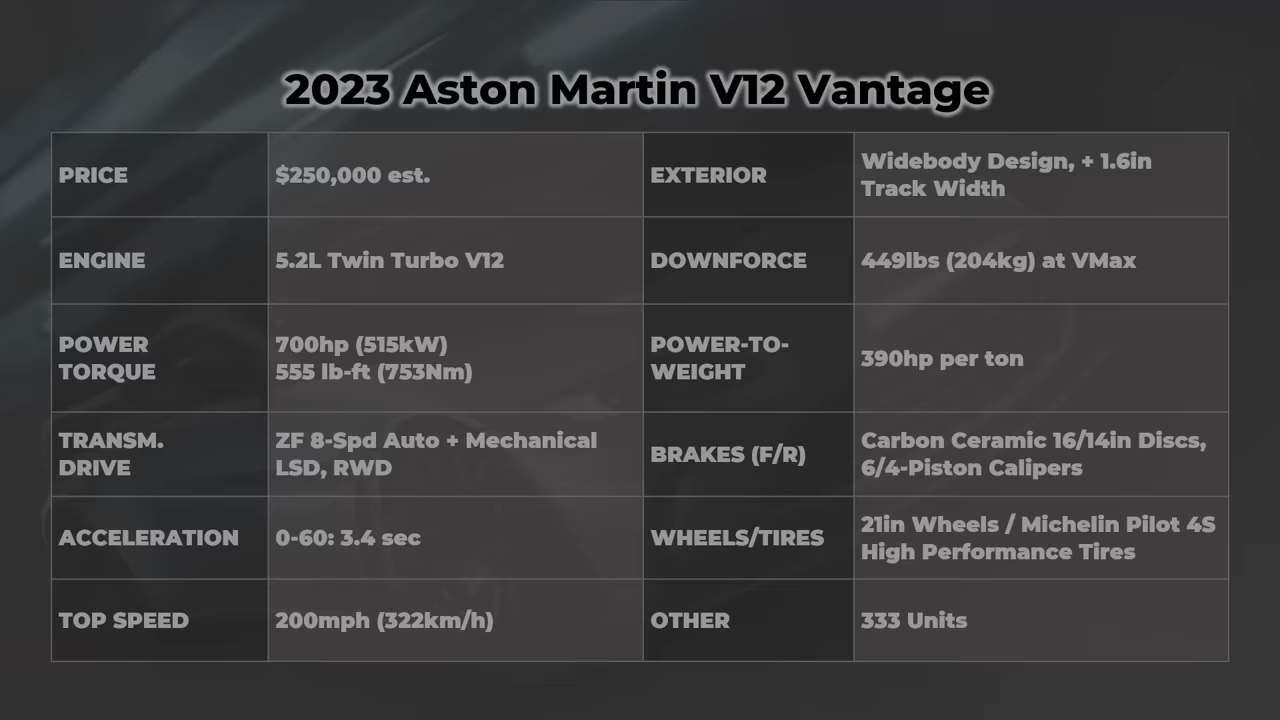 2023 Aston Martin V12 Vantage
PRICE
$250,000 est.
EXTERIOR
Widebody Design, + 1.6in
Track Width
ENGINE
5.2L Twin Turbo V12
DOWNFORCE
449lbs (204kg) at VMax
POWER
TORQUE
700hp (515kW)
555 lb-ft (753Nm)
POWER-TO-
WEIGHT
390hp per ton
TRANSM.
DRIVE
ZF 8-Spd Auto + Mechanical
LSD, RWD
BRAKES (F/R)
Carbon Ceramic 16/14in Discs,
6/4-Piston Calipers
ACCELERATION
0-60: 3.4 sec
WHEELS/TIRES
21in Wheels / Michelin Pilot 4S
High Performance Tires
TOP SPEED
200mph (322km/h)
OTHER
333 Units